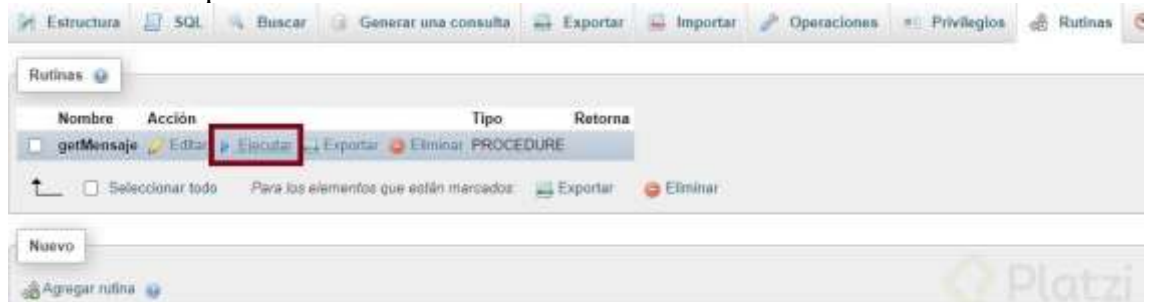 Estructura SQL Buscar Generar una consulta Exportar Importar Operaciones Privilegios Rutinas
Rutinas
Nombre Acción Tipo Retorna
getMensaje Editar Ejecutar Exportar Eliminar PROCEDURE
Seleccionar todo Para los elementos que están marcados: Exportar Eliminar
Nuevo
Agregar rutina
Platzi